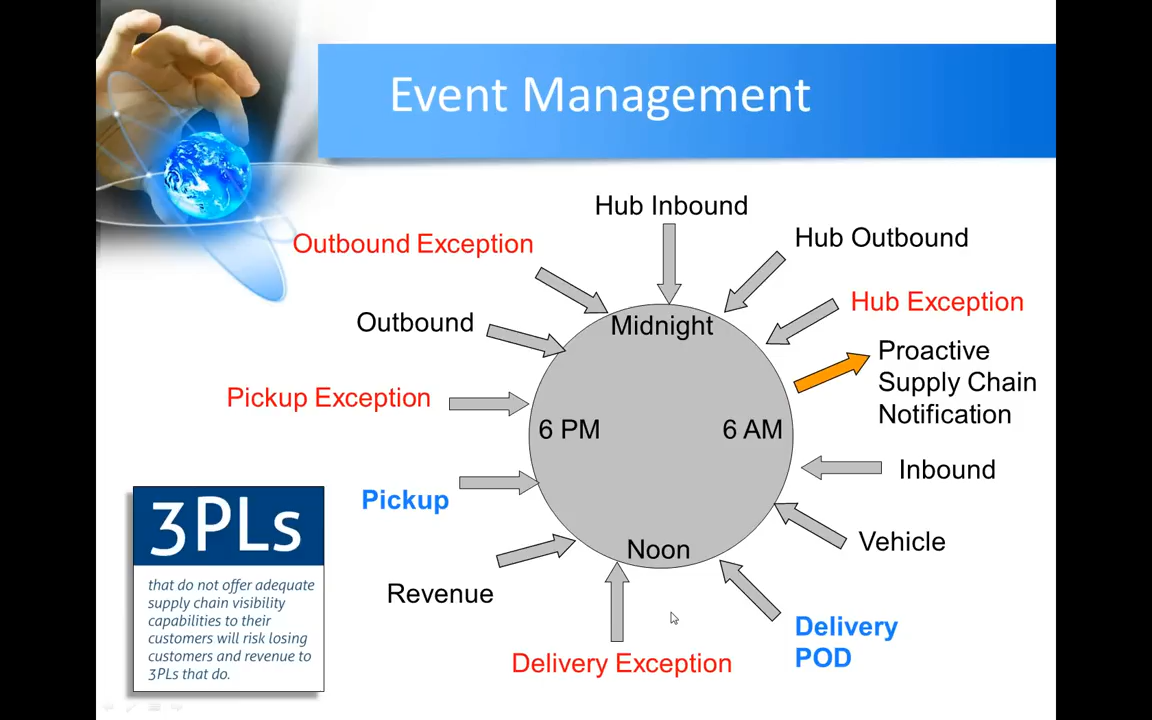 Event Management
Hub Inbound
Hub Outbound
Outbound Exception
Hub Exception
Outbound
Midnight
Proactive
Supply Chain
Notification
Pickup Exception
6 PM
6 AM
Inbound
Pickup
Vehicle
Noon
Revenue
Delivery
POD
Delivery Exception
3PLs
that do not offer adequate
supply chain visibility
capabilities to their
customers will risk losing
customers and revenue to
3PLs that do.